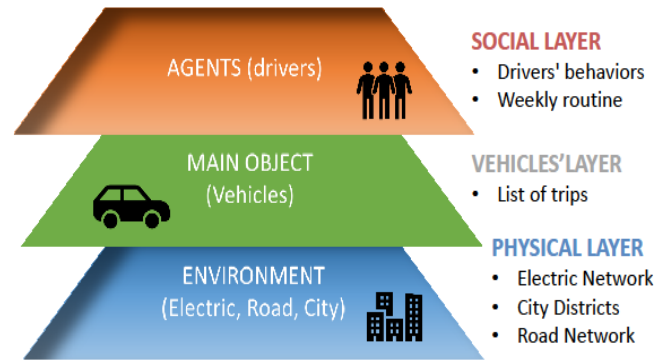 AGENTS (drivers)
SOCIAL LAYER
• Drivers' behaviors
• Weekly routine
MAIN OBJECT
(Vehicles)
VEHICLES'LAYER
• List of trips
ENVIRONMENT
(Electric, Road, City)
PHYSICAL LAYER
• Electric Network
• City Districts
• Road Network